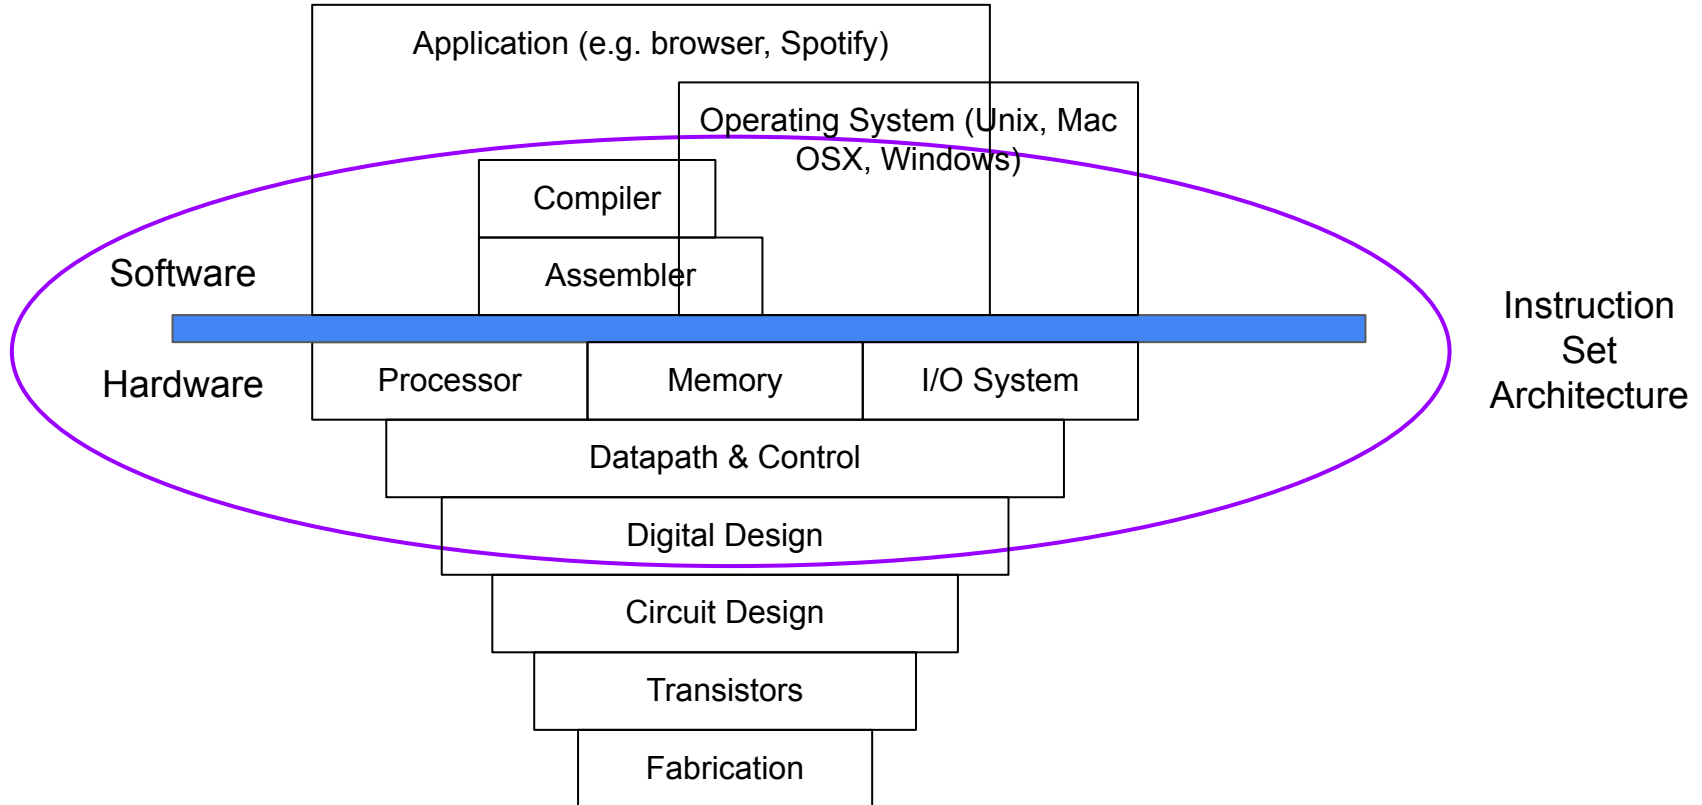 Application (e.g. browser, Spotify)
Operating System (Unix, Mac
OSX, Windows)
Compiler
Assembler
Software
Hardware
Instruction
Set
Architecture
Processor
Memory
I/O System
Datapath & Control
Digital Design
Circuit Design
Transistors
Fabrication